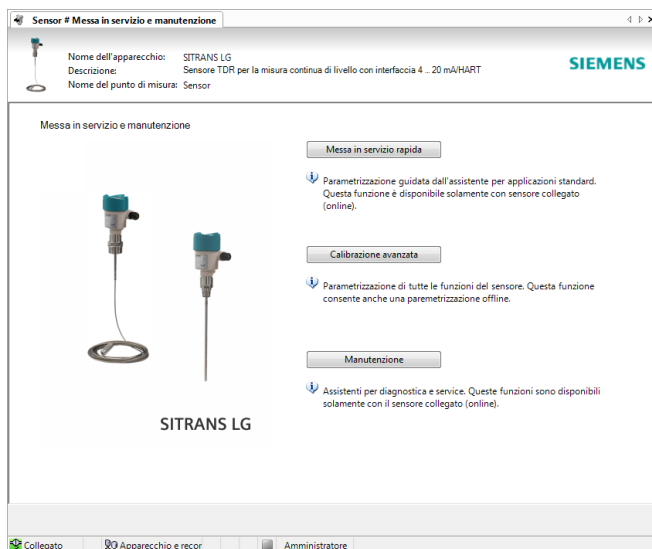 Sensor # Messa in servizio e manutenzione
Nome dell'apparecchio: SITRANS LG
Descrizione: Sensore TDR per la misura continua di livello con interfaccia 4 .. 20 mA/HART
Nome del punto di misura: Sensor
SIEMENS
Messa in servizio e manutenzione
Messa in servizio rapida
Parametrizzazione guidata dall'assistente per applicazioni standard.
Questa funzione è disponibile solamente con sensore collegato
(online).
Calibrazione avanzata
Parametrizzazione di tutte le funzioni del sensore. Questa funzione
consente anche una paremetrizzazione offline.
Manutenzione
Assistenti per diagnostica e service. Queste funzioni sono disponibili
solamente con il sensore collegato (online).
SITRANS LG
Collegato Apparecchio e recor Amministratore